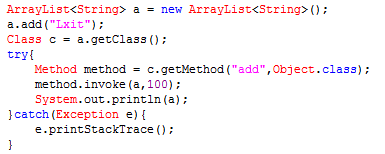 ArrayList<String> a = new ArrayList<String>();
a.add("Lxit");
Class c = a.getClass();
try{
    Method method = c.getMethod("add",Object.class);
    method.invoke(a,100);
    System.out.println(a);
}catch(Exception e){
    e.printStackTrace();
}